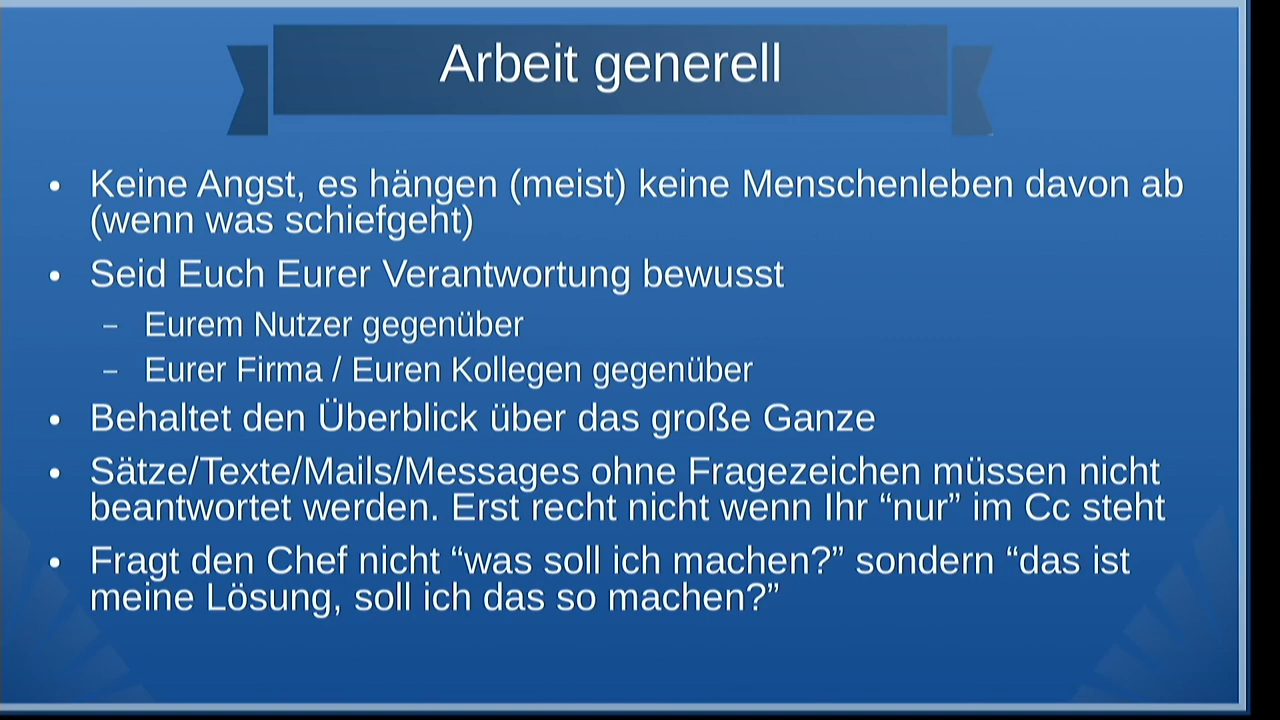 Arbeit generell
• Keine Angst, es hängen (meist) keine Menschenleben davon ab
(wenn was schiefgeht)
• Seid Euch Eurer Verantwortung bewusst
– Eurem Nutzer gegenüber
– Eurer Firma / Euren Kollegen gegenüber
• Behaltet den Überblick über das große Ganze
• Sätze/Texte/Mails/Messages ohne Fragezeichen müssen nicht
beantwortet werden. Erst recht nicht wenn Ihr “nur” im Cc steht
• Fragt den Chef nicht “was soll ich machen?” sondern “das ist
meine Lösung, soll ich das so machen?”